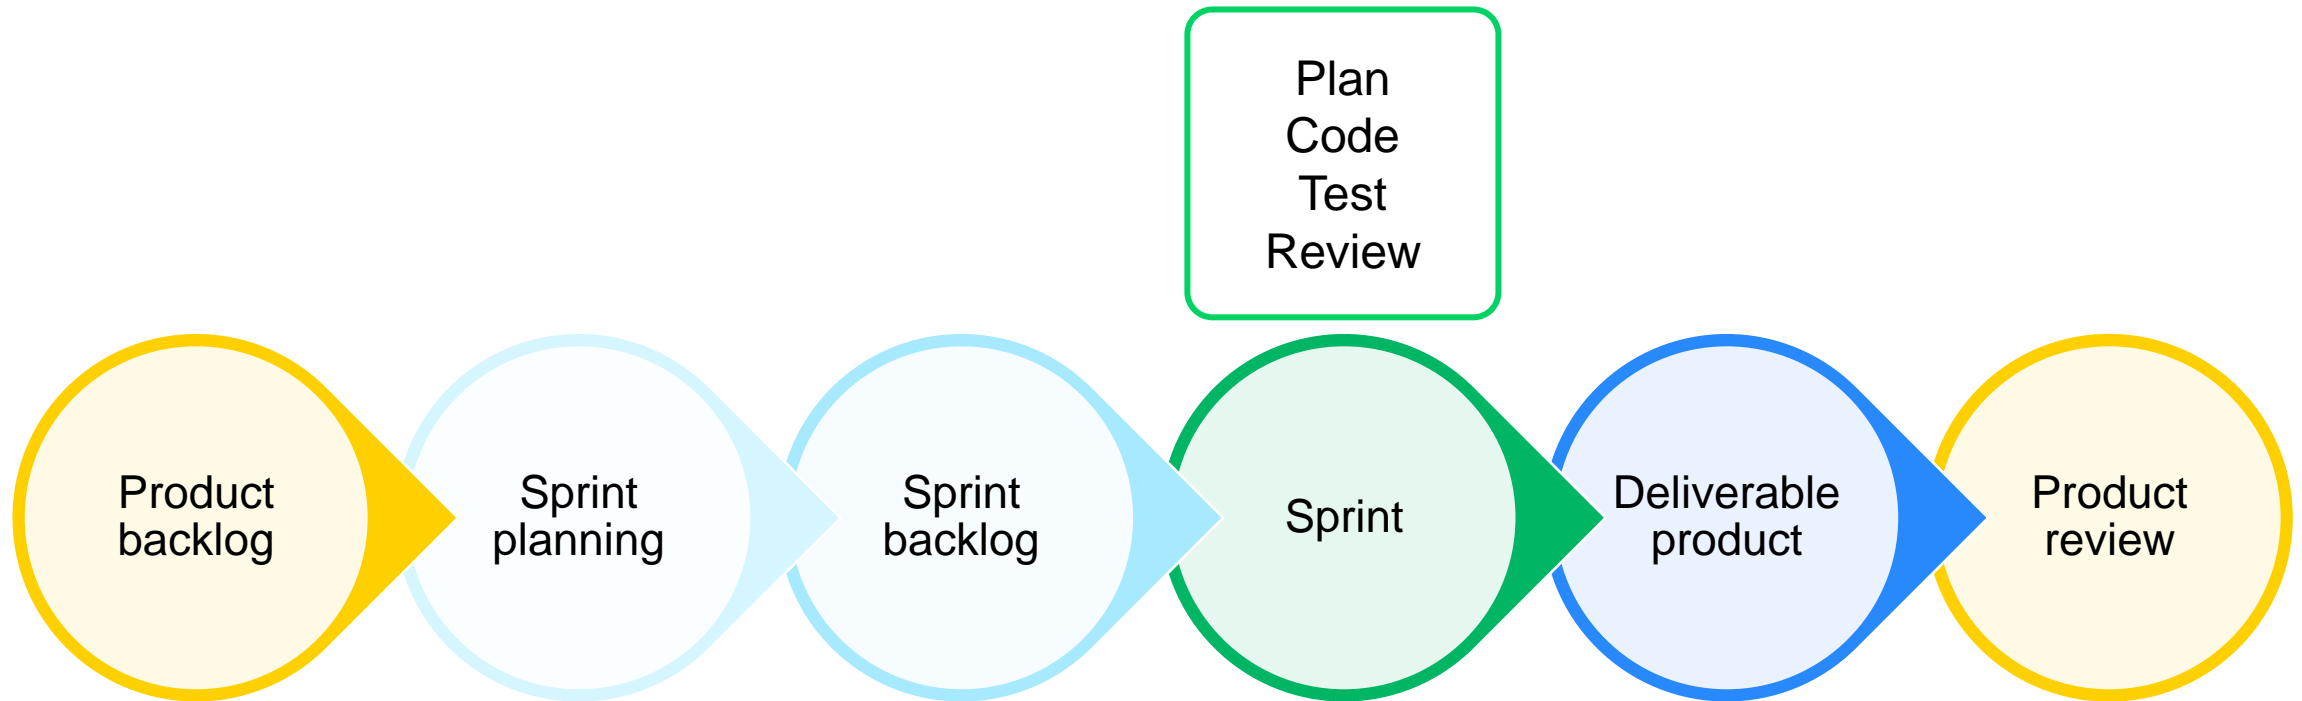 Plan
Code
Test
Review
Product
backlog
Sprint
planning
Sprint
backlog
Sprint
Deliverable
product
Product
review